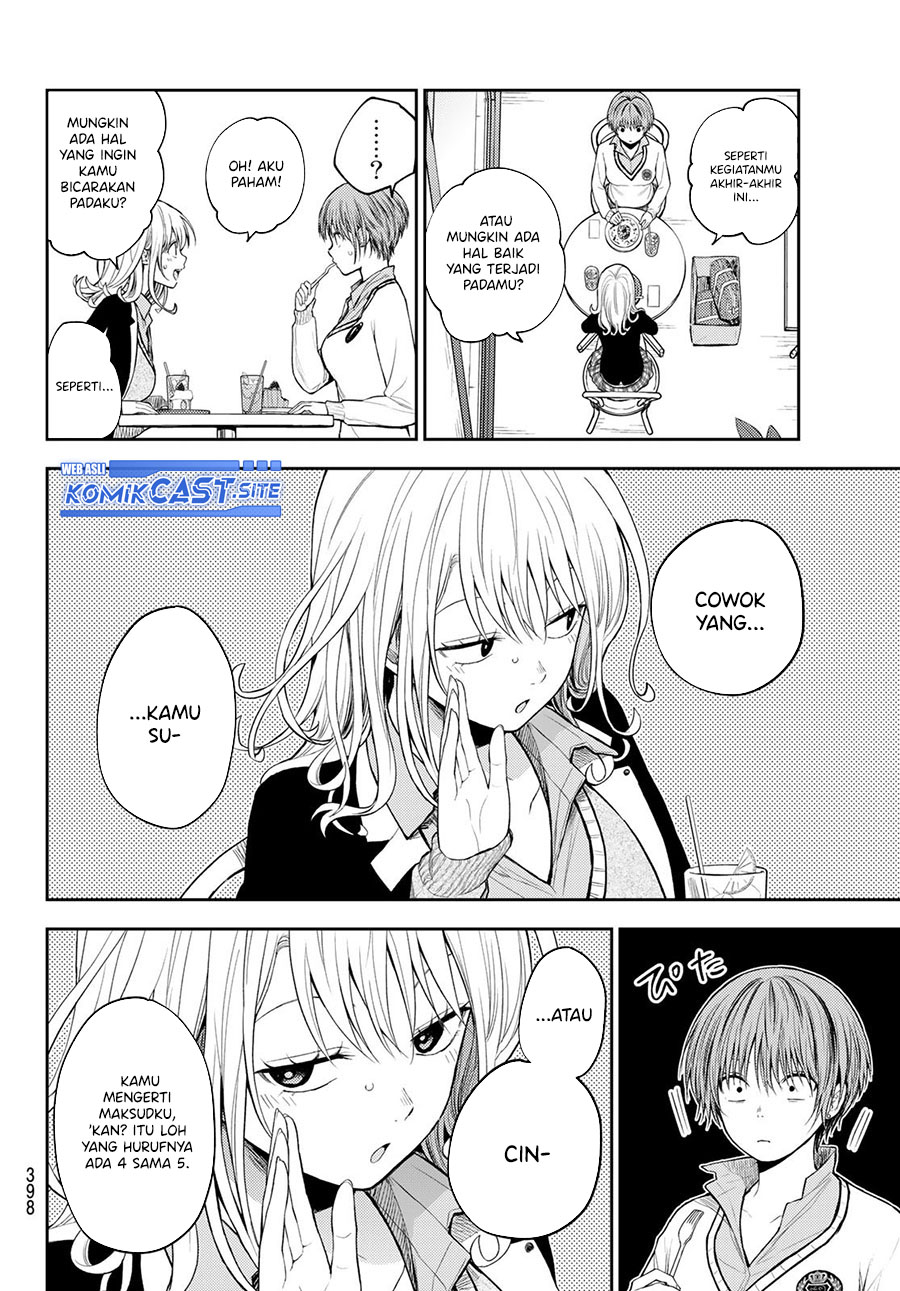 ......?
OH! AKU
PAHAM!
MUNGKIN
ADA HAL
YANG INGIN
KAMU
BICARAKAN
PADAKU?
SEPERTI...
SEPERTI
KEGIATANMU
AKHIR-AKHIR
INI...
ATAU
MUNGKIN ADA
HAL BAIK
YANG TERJADI
PADAMU?
WEB ASLI
KOMIKCAST.SITE
COWOK
YANG...
...KAMU
SU-
ぴた
...ATAU
CIN-
KAMU
MENGERTI
MAKSUDKU,
'KAN? ITU LOH
YANG HURUFNYA
ADA 4 SAMA 5.
398